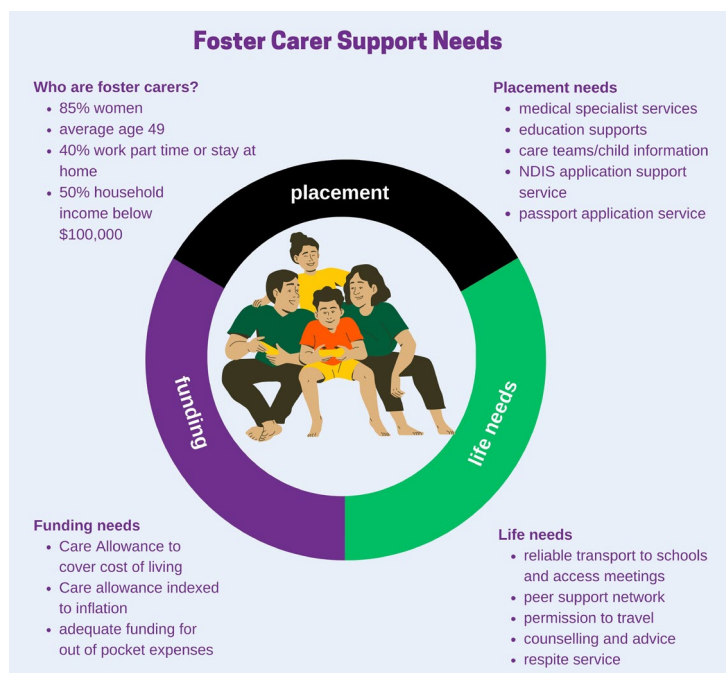 Foster Carer Support Needs
Who are foster carers?
• 85% women
• average age 49
• 40% work part time or stay at
home
• 50% household
income below
$100,000
Placement needs
• medical specialist services
• education supports
• care teams/child information
• NDIS application support
service
• passport application service
placement
funding
life needs
Funding needs
• Care Allowance to
cover cost of living
• Care allowance indexed
to inflation
• adequate funding for
out of pocket expenses
Life needs
• reliable transport to schools
and access meetings
• peer support network
• permission to travel
• counselling and advice
• respite service